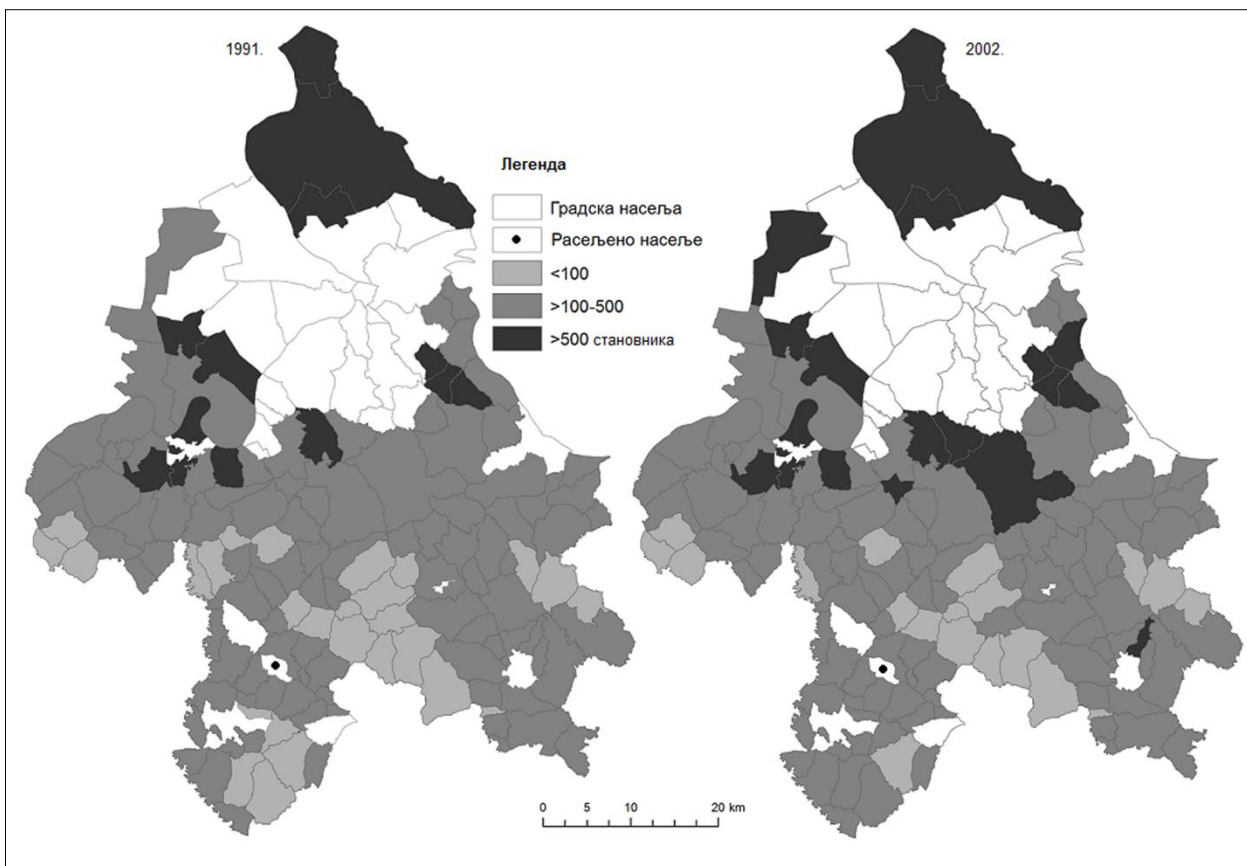 1991.
2002.
Легенда
Градска насеља
Расељено насеље
<100
>100-500
>500 становника
0 5 10 20 km